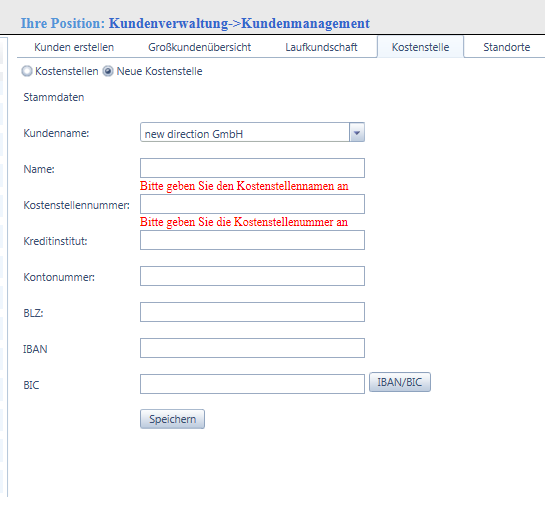 Ihre Position: Kundenverwaltung->Kundenmanagement
Kunden erstellen Großkundenübersicht Laufkundschaft Kostenstelle Standorte
Kostenstellen Neue Kostenstelle
Stammdaten
Kundenname: new direction GmbH
Name:
Bitte geben Sie den Kostenstellennamen an
Kostenstellennummer:
Bitte geben Sie die Kostenstellenummer an
Kreditinstitut:
Kontonummer:
BLZ:
IBAN
BIC IBAN/BIC
Speichern